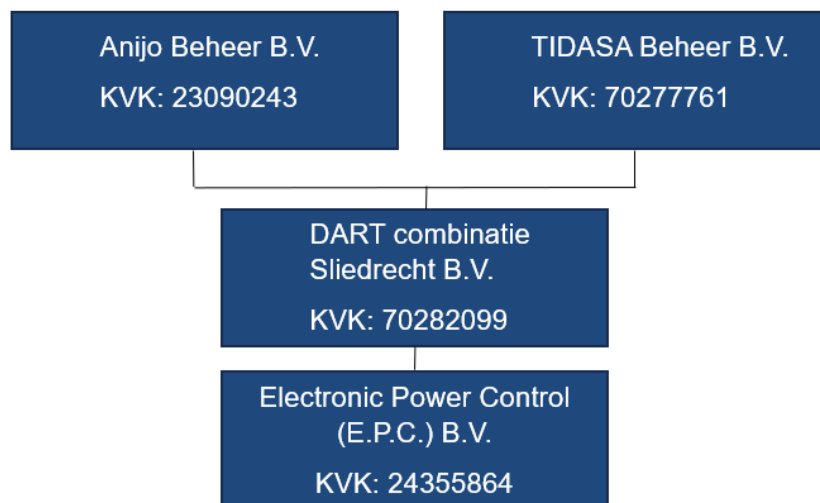 Anijo Beheer B.V.
KVK: 23090243
TIDASA Beheer B.V.
KVK: 70277761
DART combinatie
Sliedrecht B.V.
KVK: 70282099
Electronic Power Control
(E.P.C.) B.V.
KVK: 24355864